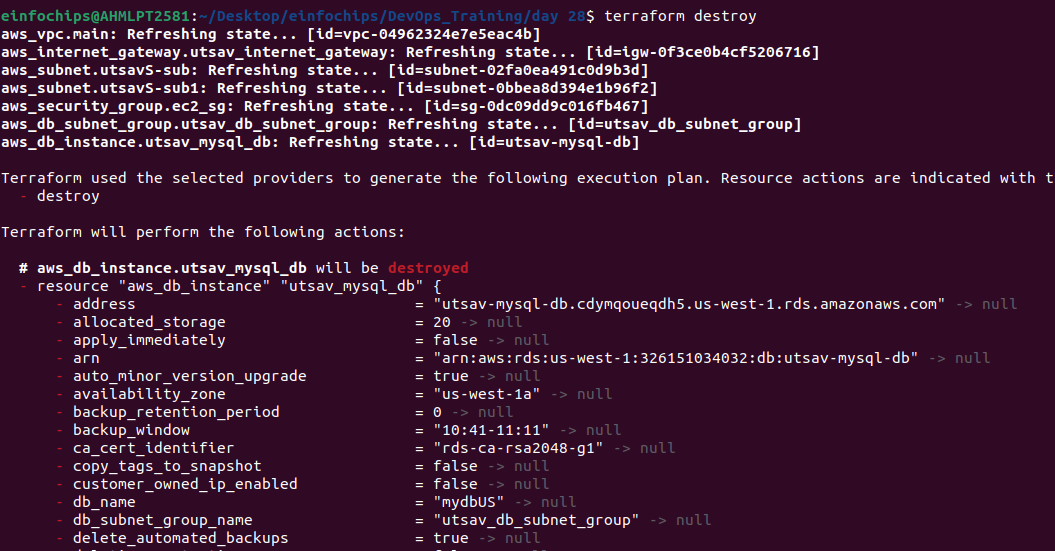 einfochips@AHMLPT2581:~/Desktop/einfochips/DevOps_Training/day 28$ terraform destroy
aws_vpc.main: Refreshing state... [id=vpc-04962324e7e5eac4b]
aws_internet_gateway.utsav_internet_gateway: Refreshing state... [id=igw-0f3ce0b4cf5206716]
aws_subnet.utsavS-sub: Refreshing state... [id=subnet-02fa0ea491c0d9b3d]
aws_subnet.utsavS-sub1: Refreshing state... [id=subnet-0bbea8d394e1b96f2]
aws_security_group.ec2_sg: Refreshing state... [id=sg-0dc09dd9c016fb467]
aws_db_subnet_group.utsav_db_subnet_group: Refreshing state... [id=utsav_db_subnet_group]
aws_db_instance.utsav_mysql_db: Refreshing state... [id=utsav-mysql-db]
Terraform used the selected providers to generate the following execution plan. Resource actions are indicated with t
- destroy
Terraform will perform the following actions:
# aws_db_instance.utsav_mysql_db will be destroyed
- resource "aws_db_instance" "utsav_mysql_db" {
- address = "utsav-mysql-db.cdymqoueqdh5.us-west-1.rds.amazonaws.com" -> null
- allocated_storage = 20 -> null
- apply_immediately = false -> null
- arn = "arn:aws:rds:us-west-1:326151034032:db:utsav-mysql-db" -> null
- auto_minor_version_upgrade = true -> null
- availability_zone = "us-west-1a" -> null
- backup_retention_period = 0 -> null
- backup_window = "10:41-11:11" -> null
- ca_cert_identifier = "rds-ca-rsa2048-g1" -> null
- copy_tags_to_snapshot = false -> null
- customer_owned_ip_enabled = false -> null
- db_name = "mydbUS" -> null
- db_subnet_group_name = "utsav_db_subnet_group" -> null
- delete_automated_backups = true -> null